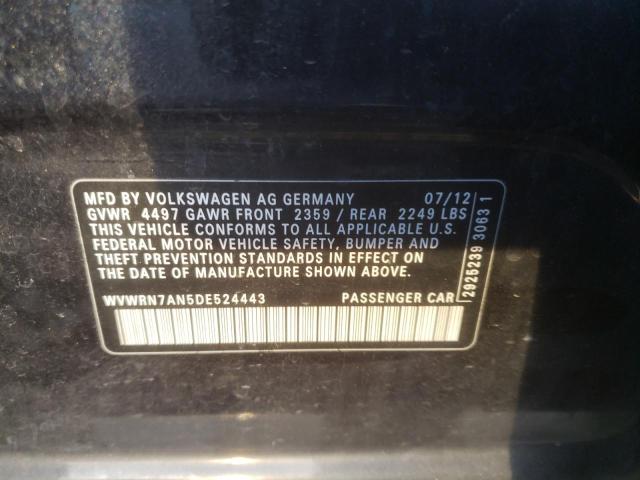 MFD BY VOLKSWAGEN AG GERMANY 07/12
GVWR 4497 GAWR FRONT 2359 / REAR 2249 LBS
THIS VEHICLE CONFORMS TO ALL APPLICABLE U.S.
FEDERAL MOTOR VEHICLE SAFETY, BUMPER AND
THEFT PREVENTION STANDARDS IN EFFECT ON
THE DATE OF MANUFACTURE SHOWN ABOVE.
WVWRN7AN5DE524443 PASSENGER CAR
2925239 3063 1